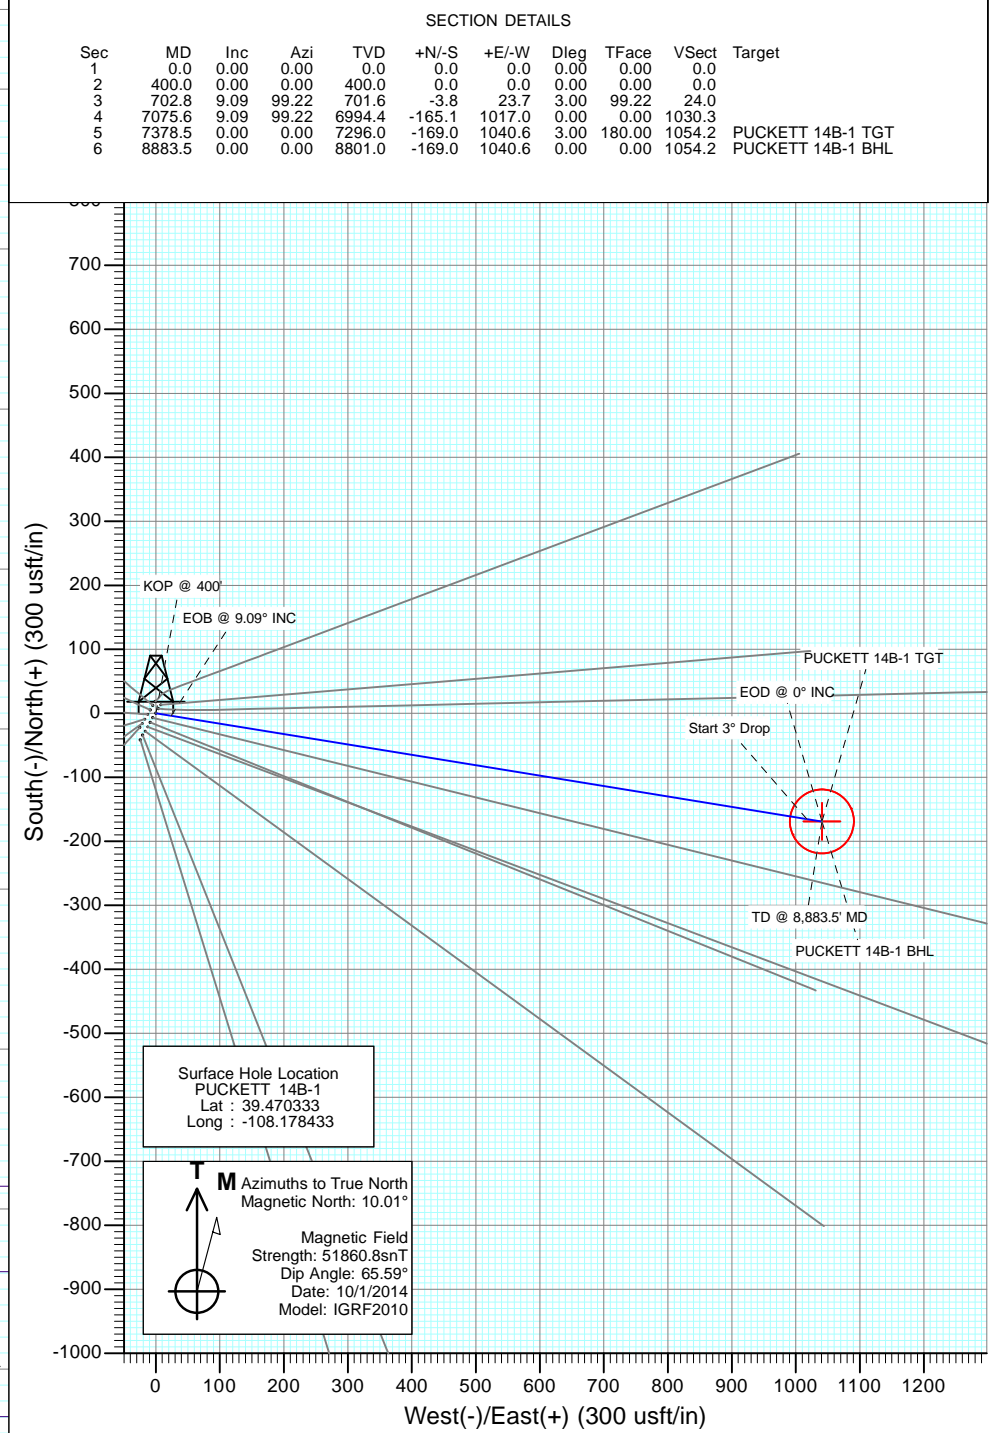 SECTION DETAILS
Sec MD Inc Azi TVD +N/-S +E/-W Dleg TFace VSect Target
1 0.0 0.00 0.00 0.0 0.0 0.0 0.00 0.00 0.0
2 400.0 0.00 0.00 400.0 0.0 0.0 0.00 0.00 0.0
3 702.8 9.09 99.22 701.6 -3.8 23.7 3.00 99.22 24.0
4 7075.6 9.09 99.22 6994.4 -165.1 1017.0 0.00 0.00 1030.3
5 7378.5 0.00 0.00 7296.0 -169.0 1040.6 3.00 180.00 1054.2 PUCKETT 14B-1 TGT
6 8883.5 0.00 0.00 8801.0 -169.0 1040.6 0.00 0.00 1054.2 PUCKETT 14B-1 BHL
700
600
500
400
300
200
100
0
-100
-200
-300
-400
-500
-600
-700
-800
-900
-1000
South(-)/North(+) (300 usft/in)
KOP @ 400'
EOB @ 9.09° INC
PUCKETT 14B-1 TGT
EOD @ 0° INC
Start 3° Drop
TD @ 8,883.5' MD
PUCKETT 14B-1 BHL
Surface Hole Location
PUCKETT 14B-1
Lat : 39.470333
Long : -108.178433
T M
Azimuths to True North
Magnetic North: 10.01°
Magnetic Field
Strength: 51860.8snT
Dip Angle: 65.59°
Date: 10/1/2014
Model: IGRF2010
0 100 200 300 400 500 600 700 800 900 1000 1100 1200
West(-)/East(+) (300 usft/in)